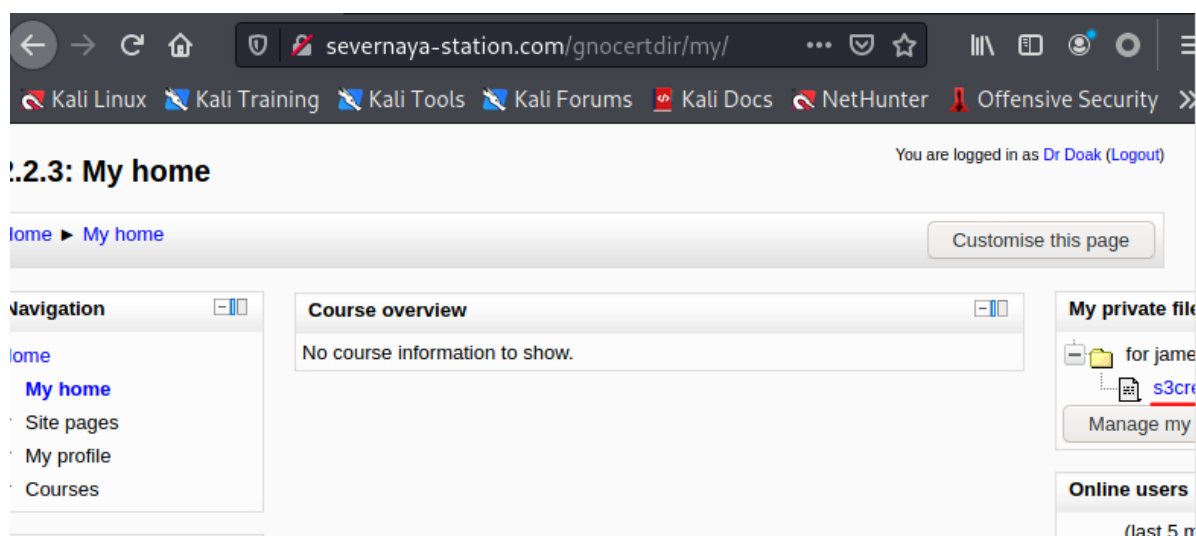 severnaya-station.com/gnocertdir/my/
Kali Linux Kali Training Kali Tools Kali Forums Kali Docs NetHunter Offensive Security
You are logged in as Dr Doak (Logout)
.2.3: My home
ome ► My home
Customise this page
Navigation
Course overview
My private file
ome
No course information to show.
for jame
My home
s3cre
Site pages
Manage my
My profile
Courses
Online users
(last 5 m